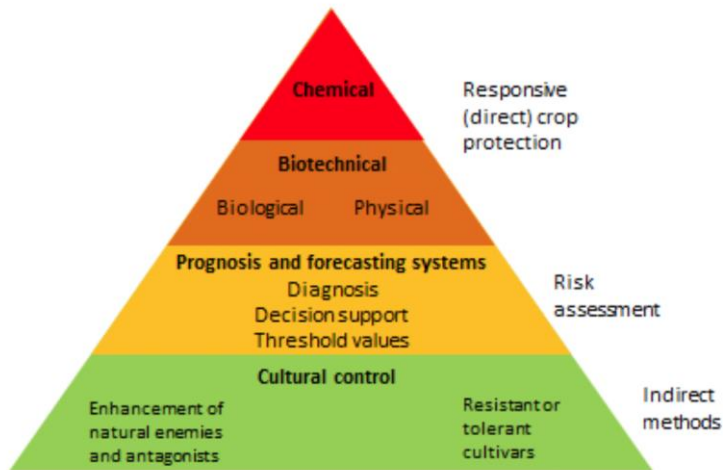 Chemical
Responsive
(direct) crop
protection
Biotechnical
Biological Physical
Prognosis and forecasting systems
Diagnosis
Decision support
Threshold values
Risk
assessment
Cultural control
Enhancement of
natural enemies
and antagonists
Resistant or
tolerant
cultivars
Indirect
methods